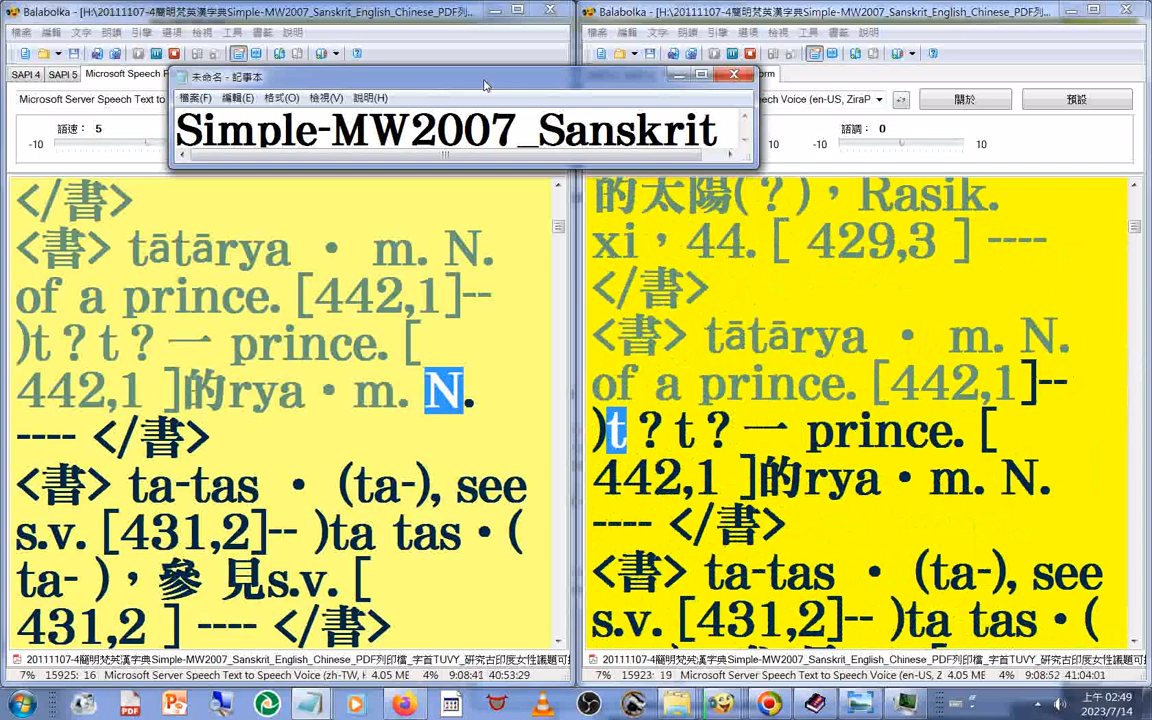 Balabolka - [H:\20111107-4簡明梵英漢字典Simple-MW2007_Sanskrit_English_Chinese_PDF列...
檔案 編輯 文字 朗讀 引擎 選項 檢視 工具 書籤 說明
SAPI 4 SAPI 5 Microsoft Speech P
Microsoft Server Speech Text to
語速： 5
-10
未命名 - 記事本
檔案(F) 編輯(E) 格式(O) 檢視(V) 說明(H)
Simple-MW2007_Sanskrit
</書>
<書> tātārya • m. N.
of a prince. [442,1]--
)t？t？一 prince. [
442,1 ]的rya • m. N.
---- </書>
<書> ta-tas • (ta-), see
s.v. [431,2]-- )ta tas • (
ta- )，參 見s.v. [
431,2 ] ---- </書>
20111107-4簡明梵英漢字典Simple-MW2007_Sanskrit_English_Chinese_PDF列印檔_字首TUVY_研究古印度女性議題可
7% 15925: 16 Microsoft Server Speech Text to Speech Voice (zh-TW, H 4.05 MB 4% 9:08:41 40:53:29
Balabolka - [H:\20111107-4簡明梵英漢字典Simple-MW2007_Sanskrit_English_Chinese_PDF列...
檔案 編輯 文字 朗讀 引擎 選項 檢視 工具 書籤 說明
orm
ech Voice (en-US, ZiraP 關於 預設
語調： 0
10 -10 10
的太陽(？)，Rasik.
xi，44. [ 429,3 ] ----
</書>
<書> tātārya • m. N.
of a prince. [442,1]--
)t？t？一 prince. [
442,1 ]的rya • m. N.
---- </書>
<書> ta-tas • (ta-), see
s.v. [431,2]-- )ta tas • (
20111107-4簡明梵英漢字典Simple-MW2007_Sanskrit_English_Chinese_PDF列印檔_字首TUVY_研究古印度女性議題可
7% 15923: 19 Microsoft Server Speech Text to Speech Voice (en-US, 4.05 MB 4% 9:08:52 41:04:01
上午 02:49
2023/7/14